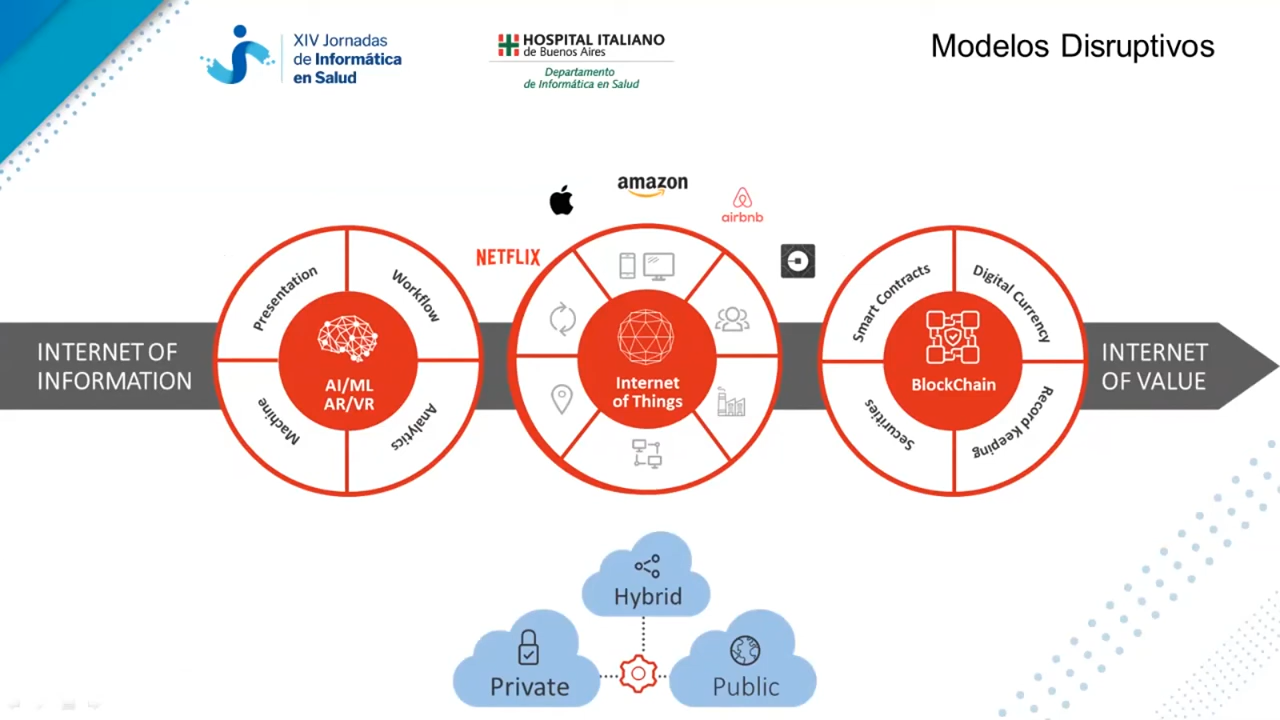 XIV Jornadas
de Informática
en Salud
HOSPITAL ITALIANO
de Buenos Aires
Departamento
de Informática en Salud
Modelos Disruptivos
amazon
airbnb
NETFLIX
INTERNET OF
INFORMATION
Presentation
Workflow
Machine
Analytics
AI/ML
AR/VR
Internet
of Things
Smart Contracts
Digital Currency
Securities
Record Keeping
BlockChain
INTERNET
OF VALUE
Hybrid
Private
Public